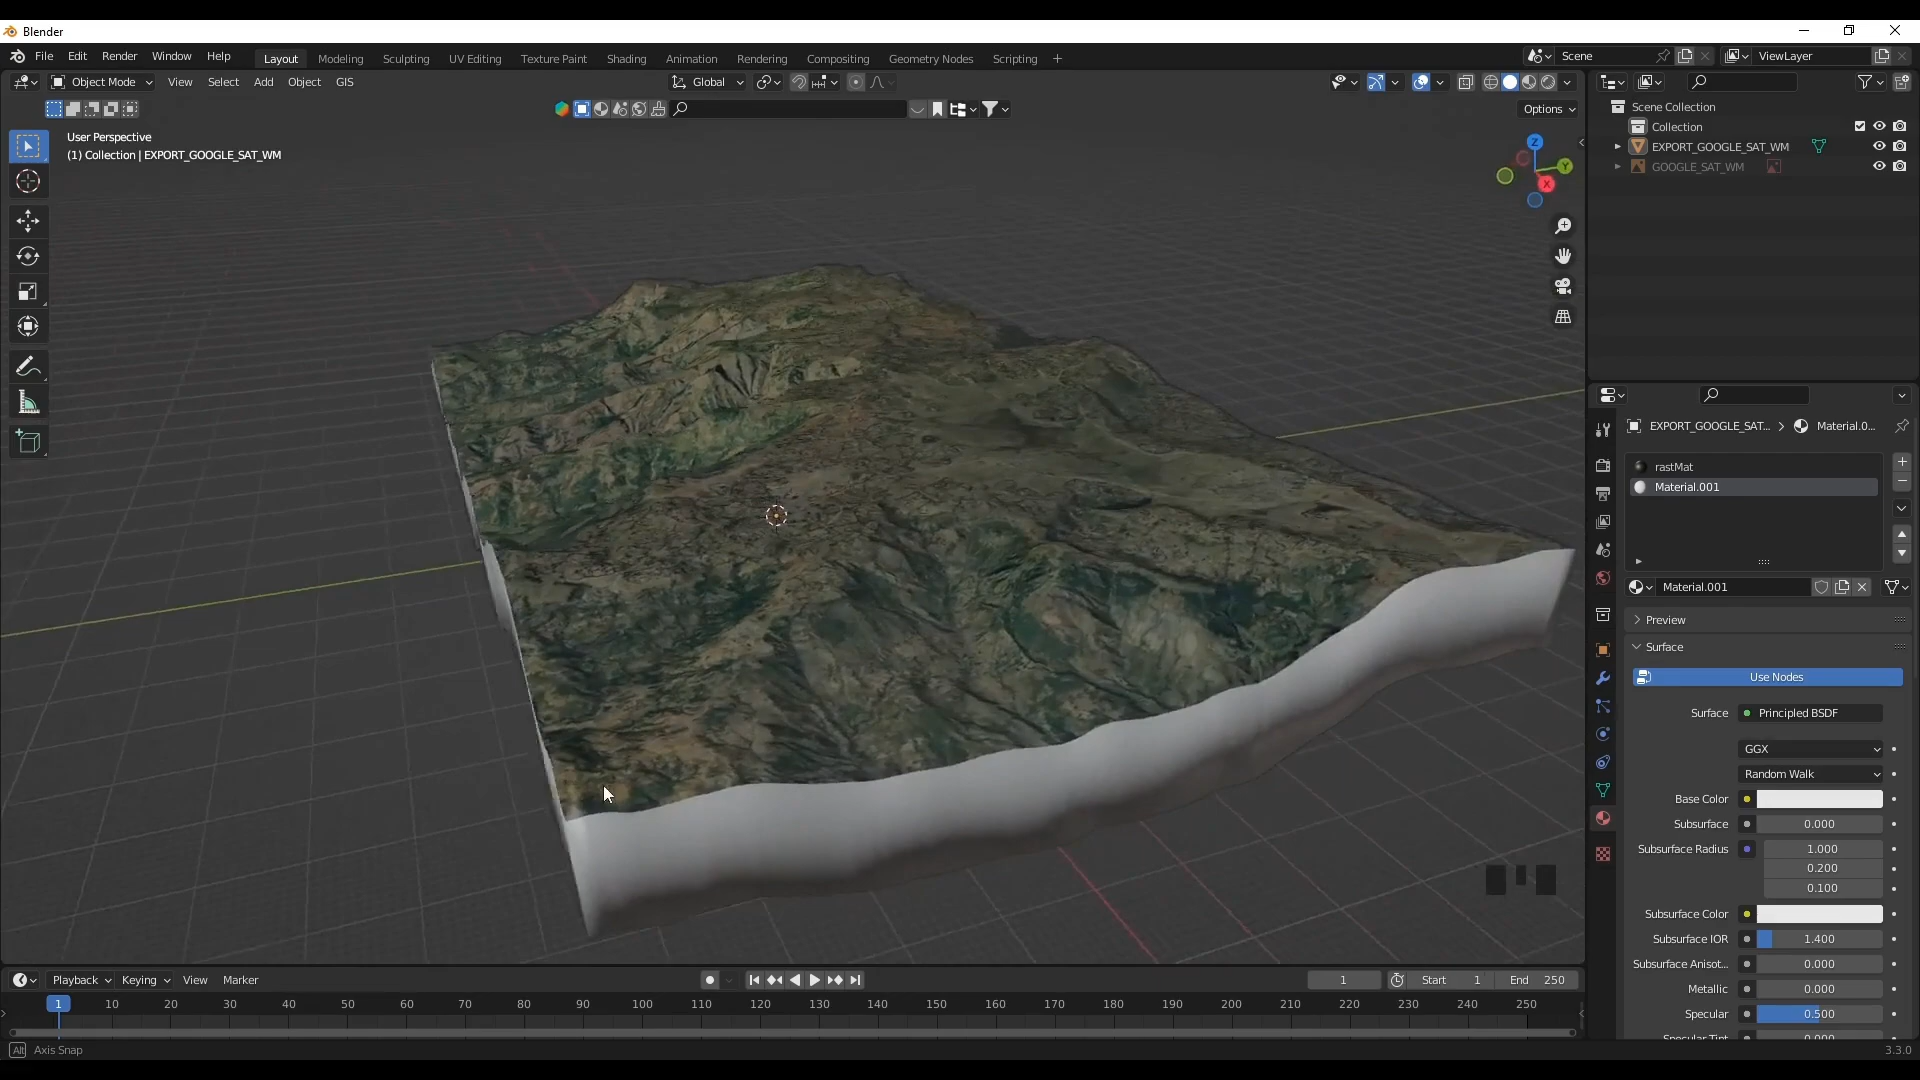 Blender
File Edit Render Window Help
Layout Modeling Sculpting UV Editing Texture Paint Shading Animation Rendering Compositing Geometry Nodes Scripting +
Scene
ViewLayer
Object Mode View Select Add Object GIS
Global
Options
User Perspective
(1) Collection | EXPORT_GOOGLE_SAT_WM
Z
Y
X
Scene Collection
Collection
EXPORT_GOOGLE_SAT_WM
GOOGLE_SAT_WM
EXPORT_GOOGLE_SAT... > Material.0...
rastMat
Material.001
Material.001
Preview
Surface
Use Nodes
Surface Principled BSDF
GGX
Random Walk
Base Color
Subsurface 0.000
Subsurface Radius 1.000
0.200
0.100
Subsurface Color
Subsurface IOR 1.400
Subsurface Anisot... 0.000
Metallic 0.000
Specular 0.500
Specular Tint 0.000
Playback Keying View Marker
1 Start 1 End 250
1 10 20 30 40 50 60 70 80 90 100 110 120 130 140 150 160 170 180 190 200 210 220 230 240 250
Alt Axis Snap
3.3.0